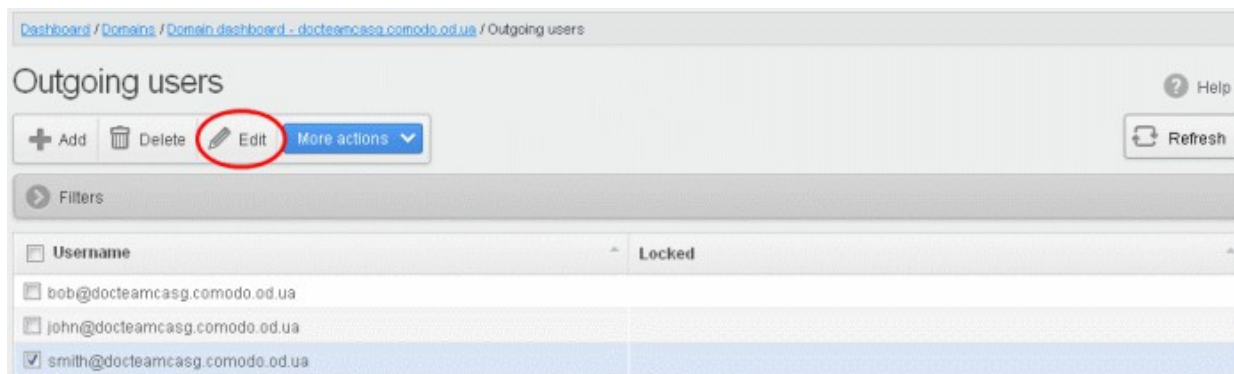 Dashboard / Domains / Domain dashboard - docteamcasg.comodo.od.ua / Outgoing users
Outgoing users
Help
Add Delete Edit More actions
Refresh
Filters
Username Locked
bob@docteamcasg.comodo.od.ua
john@docteamcasg.comodo.od.ua
smith@docteamcasg.comodo.od.ua